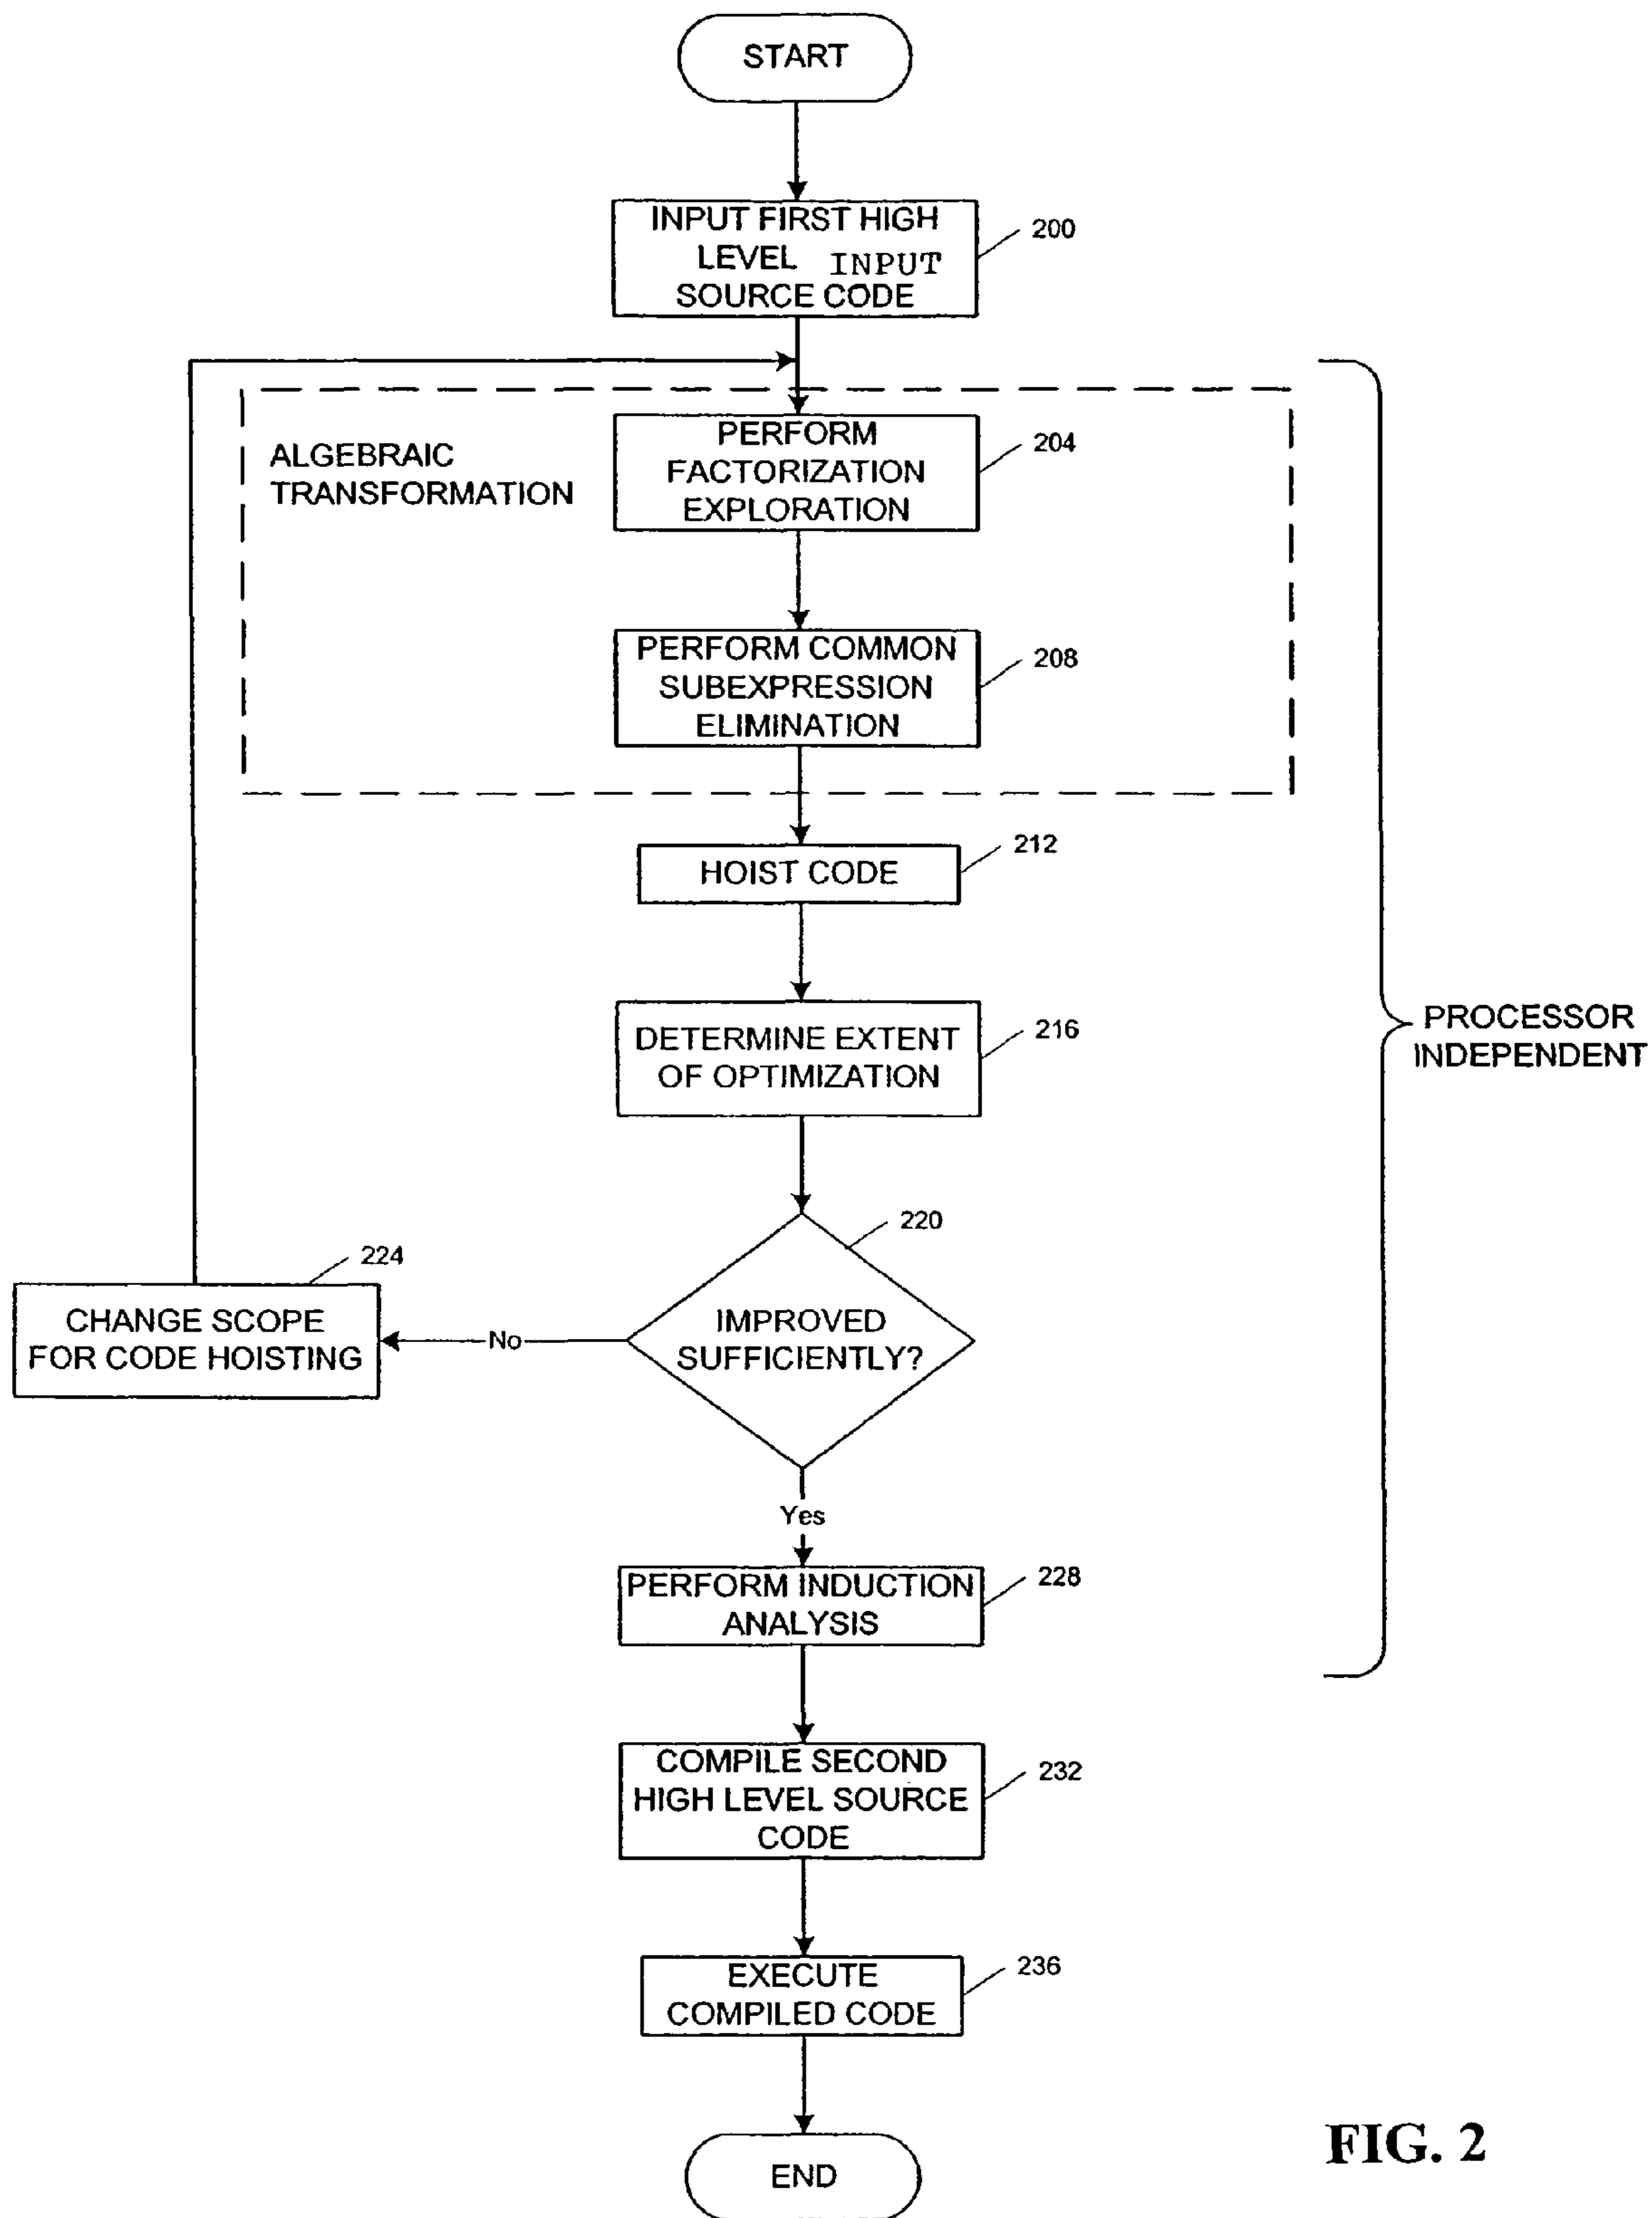 START
INPUT FIRST HIGH
LEVEL INPUT
SOURCE CODE
200
ALGEBRAIC
TRANSFORMATION
PERFORM
FACTORIZATION
EXPLORATION
204
PERFORM COMMON
SUBEXPRESSION
ELIMINATION
208
HOIST CODE
212
DETERMINE EXTENT
OF OPTIMIZATION
216
PROCESSOR
INDEPENDENT
220
IMPROVED
SUFFICIENTLY?
No
224
CHANGE SCOPE
FOR CODE HOISTING
Yes
PERFORM INDUCTION
ANALYSIS
228
COMPILE SECOND
HIGH LEVEL SOURCE
CODE
232
EXECUTE
COMPILED CODE
236
END
FIG. 2